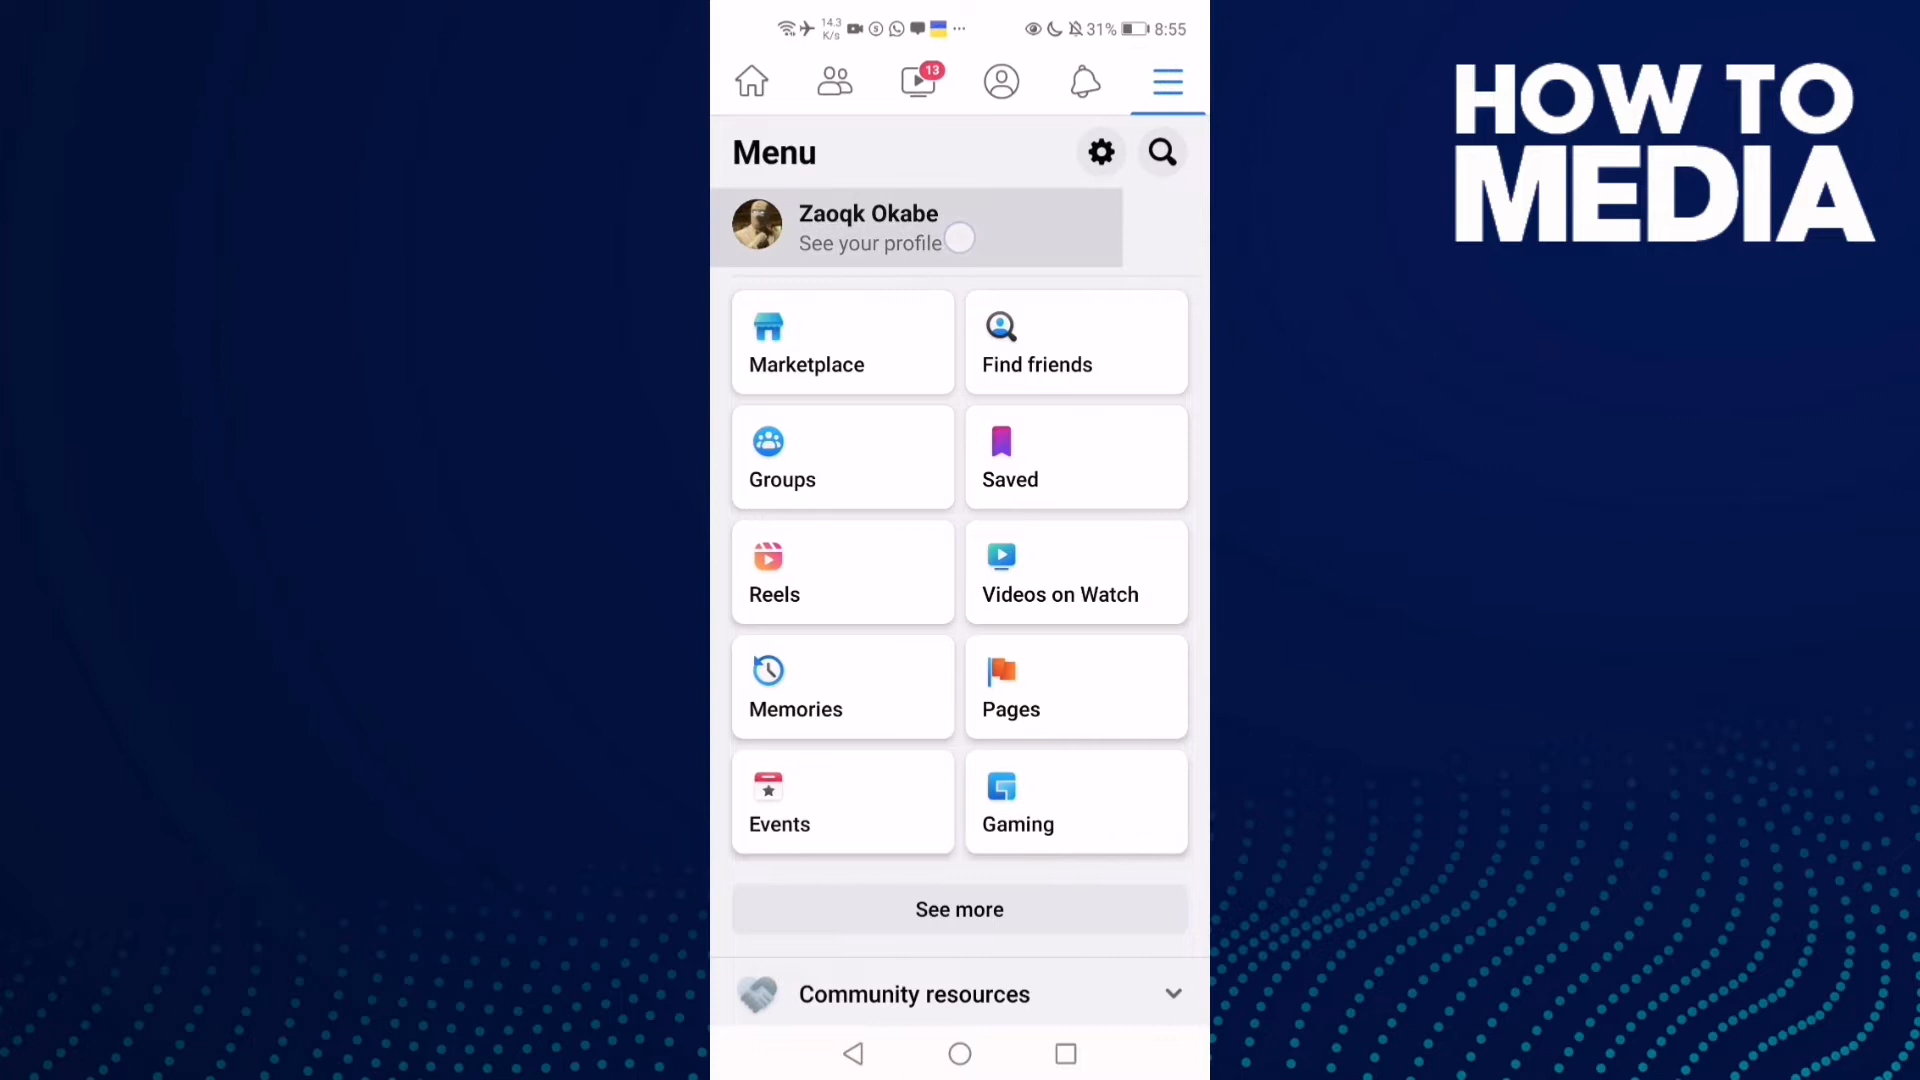 14.3
K/s
31%
8:55
13
HOW TO
MEDIA
Menu
Zaoqk Okabe
See your profile
Marketplace
Find friends
Groups
Saved
Reels
Videos on Watch
Memories
Pages
Events
Gaming
See more
Community resources